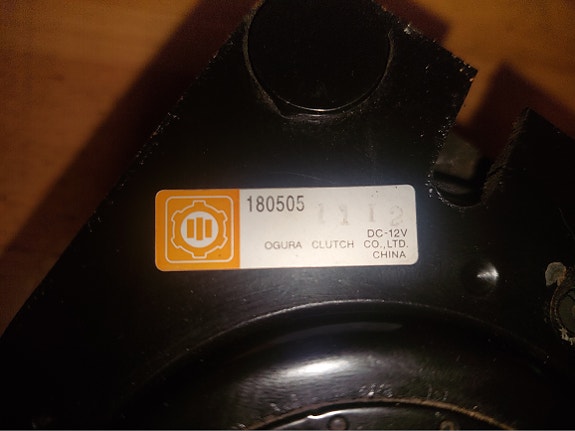 180505 1112
DC-12V
OGURA CLUTCH CO.,LTD.
CHINA